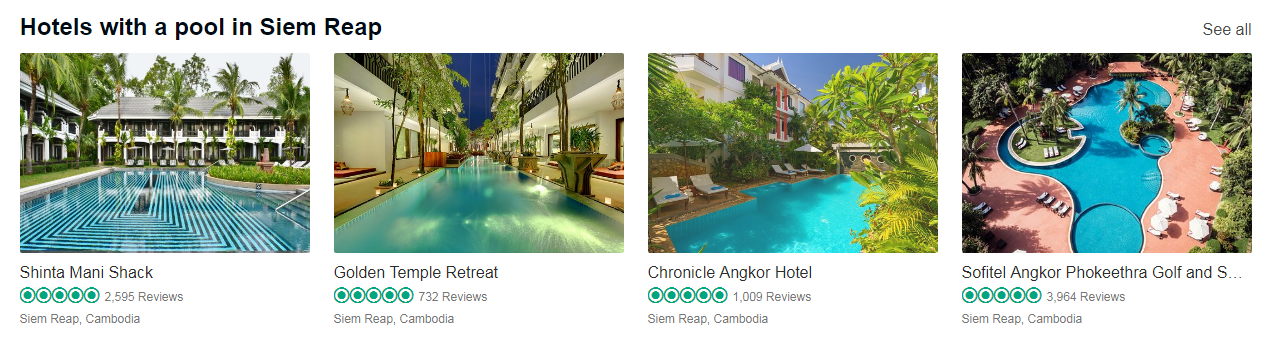 Hotels with a pool in Siem Reap
See all
Shinta Mani Shack
2,595 Reviews
Siem Reap, Cambodia
Golden Temple Retreat
732 Reviews
Siem Reap, Cambodia
Chronicle Angkor Hotel
1,009 Reviews
Siem Reap, Cambodia
Sofitel Angkor Phokeethra Golf and S...
3,964 Reviews
Siem Reap, Cambodia